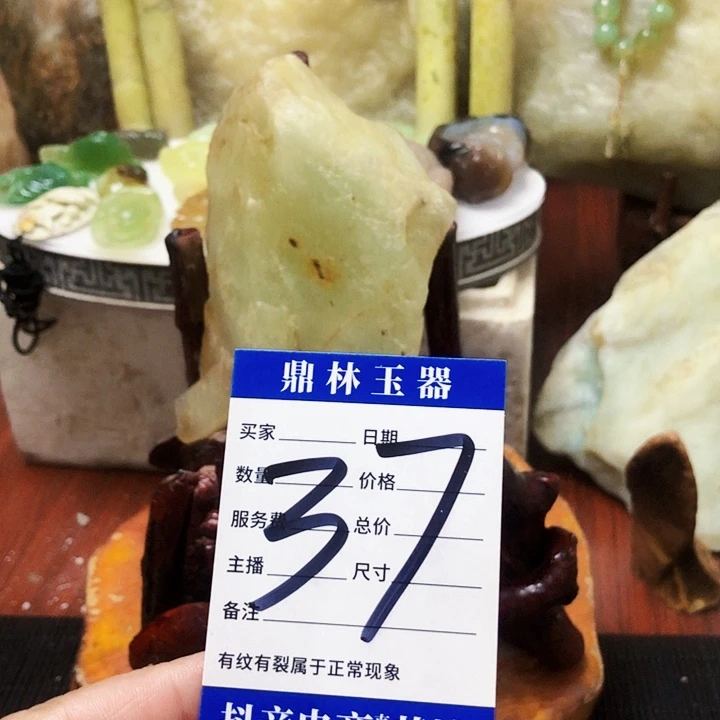 鼎林玉器
买家 日期
数量 价格
服务费 总价
主播 尺寸
备注
37
有纹有裂属于正常现象